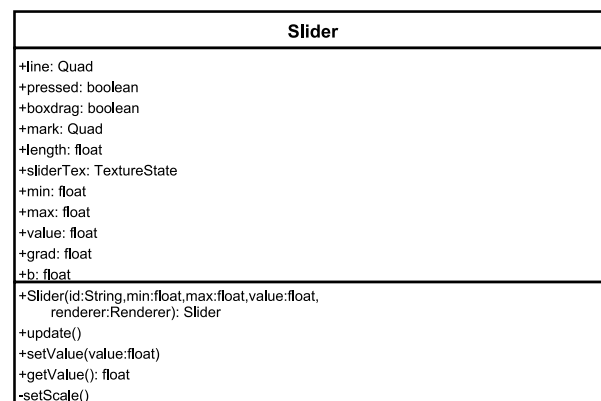 Slider
+line: Quad
+pressed: boolean
+boxdrag: boolean
+mark: Quad
+length: float
+sliderTex: TextureState
+min: float
+max: float
+value: float
+grad: float
+b: float
+Slider(id:String,min:float,max:float,value:float,
renderer:Renderer): Slider
+update()
+setValue(value:float)
+getValue(): float
-setScale()